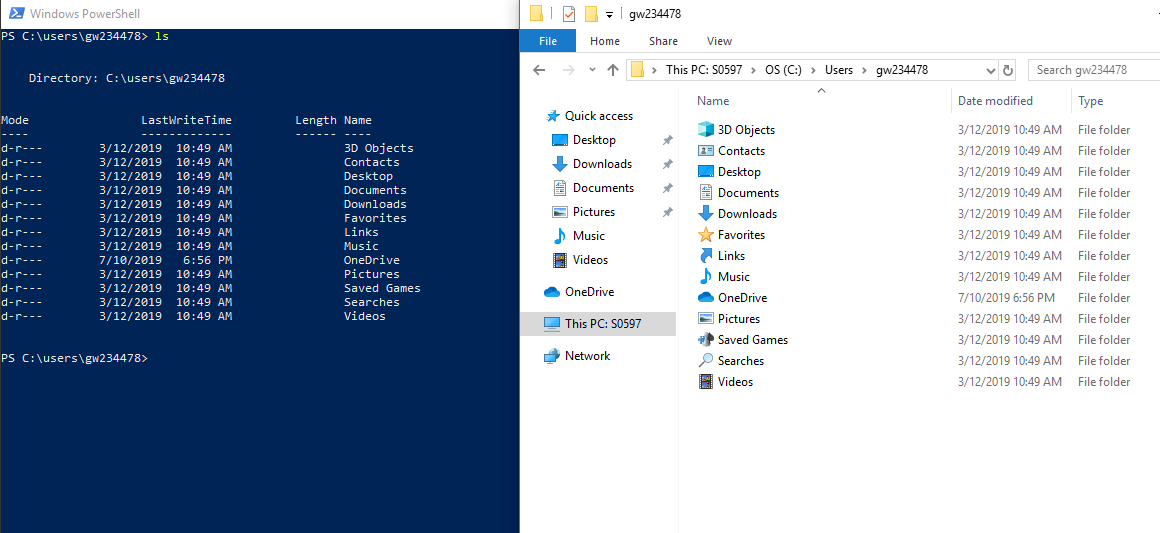 Windows PowerShell
PS C:\users\gw234478> ls
Directory: C:\users\gw234478
Mode LastWriteTime Length Name
---- ------------- ------ ----
d-r--- 3/12/2019 10:49 AM 3D Objects
d-r--- 3/12/2019 10:49 AM Contacts
d-r--- 3/12/2019 10:49 AM Desktop
d-r--- 3/12/2019 10:49 AM Documents
d-r--- 3/12/2019 10:49 AM Downloads
d-r--- 3/12/2019 10:49 AM Favorites
d-r--- 3/12/2019 10:49 AM Links
d-r--- 3/12/2019 10:49 AM Music
d-r--- 7/10/2019 6:56 PM OneDrive
d-r--- 3/12/2019 10:49 AM Pictures
d-r--- 3/12/2019 10:49 AM Saved Games
d-r--- 3/12/2019 10:49 AM Searches
d-r--- 3/12/2019 10:49 AM Videos
PS C:\users\gw234478>
gw234478
File Home Share View
This PC: S0597 > OS (C:) > Users > gw234478
Search gw234478
Quick access
Desktop
Downloads
Documents
Pictures
Music
Videos
OneDrive
This PC: S0597
Network
Name Date modified Type
3D Objects 3/12/2019 10:49 AM File folder
Contacts 3/12/2019 10:49 AM File folder
Desktop 3/12/2019 10:49 AM File folder
Documents 3/12/2019 10:49 AM File folder
Downloads 3/12/2019 10:49 AM File folder
Favorites 3/12/2019 10:49 AM File folder
Links 3/12/2019 10:49 AM File folder
Music 3/12/2019 10:49 AM File folder
OneDrive 7/10/2019 6:56 PM File folder
Pictures 3/12/2019 10:49 AM File folder
Saved Games 3/12/2019 10:49 AM File folder
Searches 3/12/2019 10:49 AM File folder
Videos 3/12/2019 10:49 AM File folder